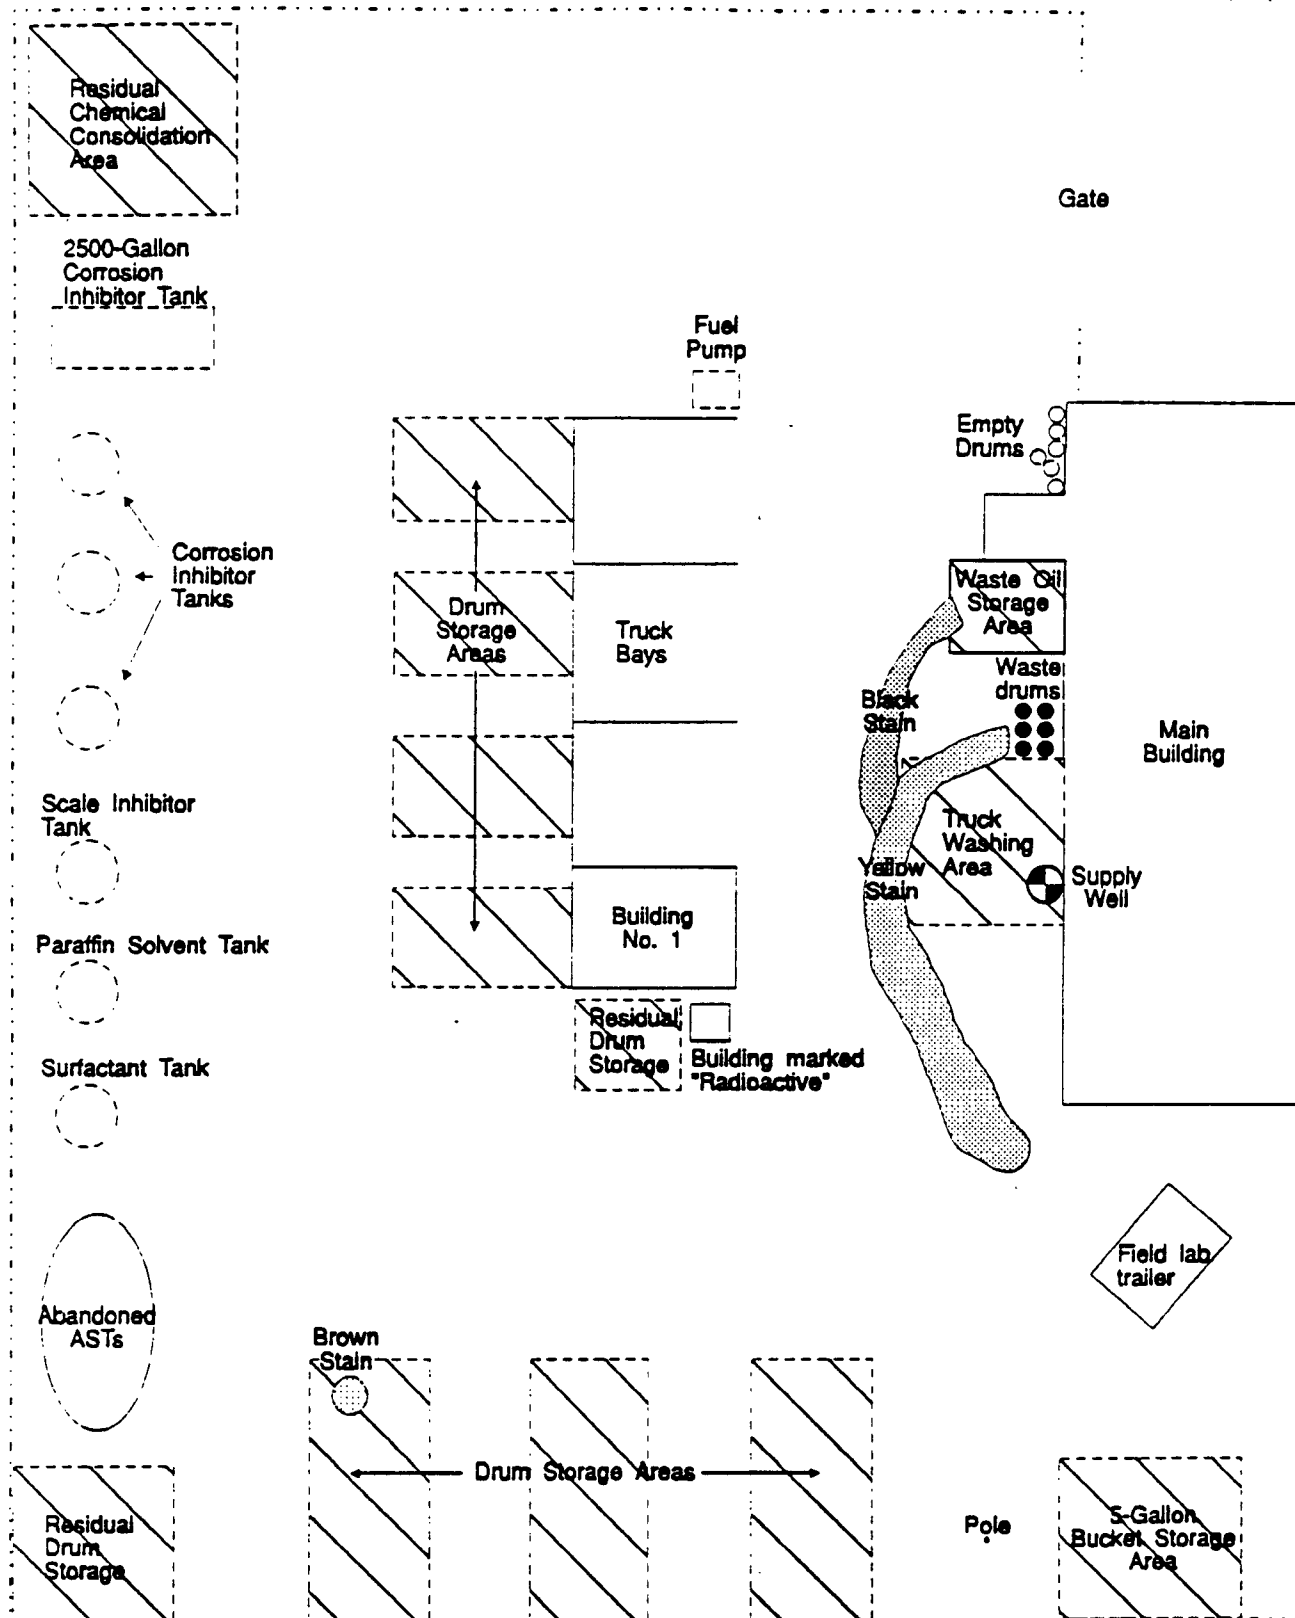 Residual
Chemical
Consolidation
Area
Gate
2500-Gallon
Corrosion
Inhibitor Tank
Fuel
Pump
Empty
Drums
Corrosion
Inhibitor
Tanks
Drum
Storage
Areas
Truck
Bays
Waste Oil
Storage
Area
Waste
drums
Black
Stain
Main
Building
Scale Inhibitor
Tank
Truck
Washing
Area
Yellow
Stain
Supply
Well
Building
No. 1
Paraffin Solvent Tank
Residual
Drum
Storage
Building marked
"Radioactive"
Surfactant Tank
Field lab
trailer
Abandoned
ASTs
Brown
Stain
Drum Storage Areas
Residual
Drum
Storage
Pole
5-Gallon
Bucket Storage
Area